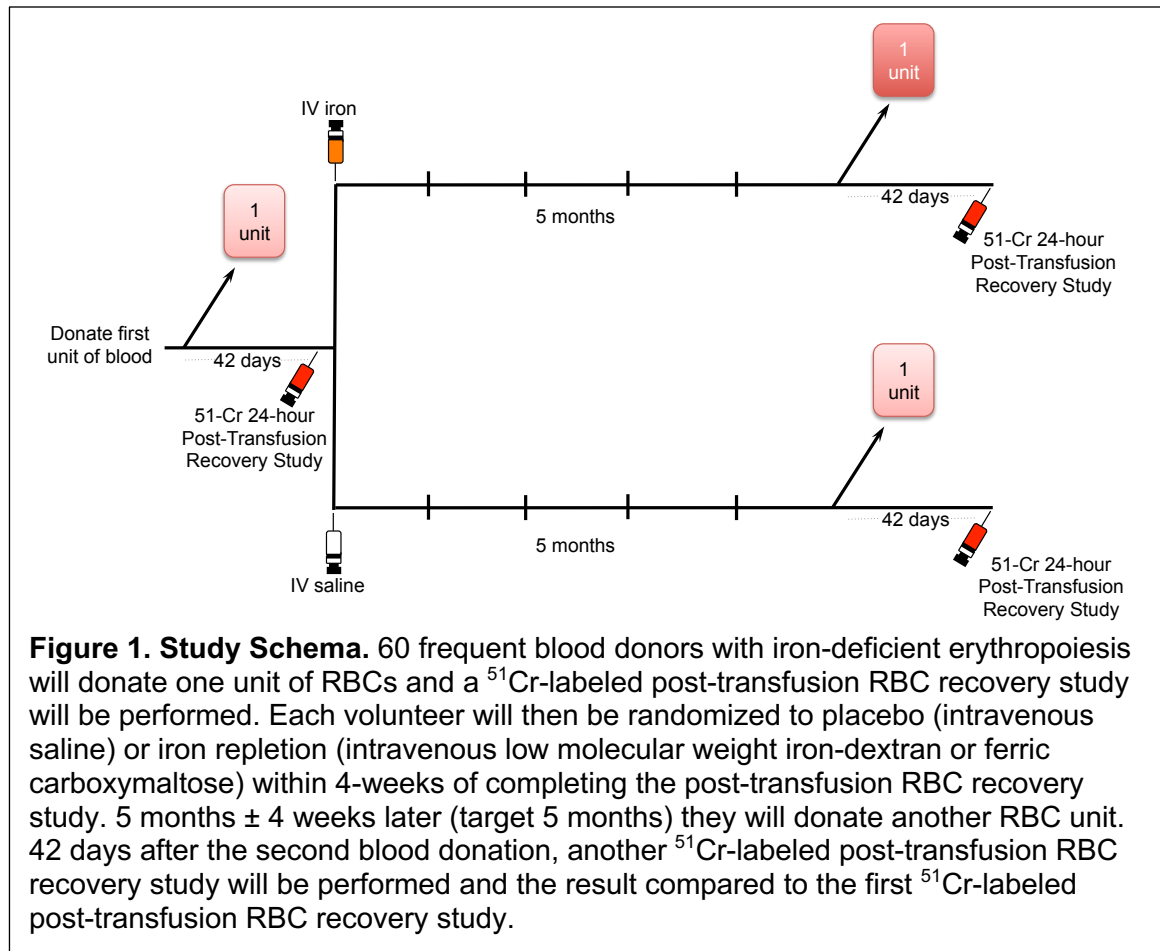 1
unit
IV iron
1
unit
42 days
5 months
51-Cr 24-hour
Post-Transfusion
Recovery Study
Donate first
unit of blood
42 days
51-Cr 24-hour
Post-Transfusion
Recovery Study
1
unit
42 days
5 months
51-Cr 24-hour
Post-Transfusion
Recovery Study
IV saline
Figure 1. Study Schema. 60 frequent blood donors with iron-deficient erythropoiesis
will donate one unit of RBCs and a ⁵¹Cr-labeled post-transfusion RBC recovery study
will be performed. Each volunteer will then be randomized to placebo (intravenous
saline) or iron repletion (intravenous low molecular weight iron-dextran or ferric
carboxymaltose) within 4-weeks of completing the post-transfusion RBC recovery
study. 5 months ± 4 weeks later (target 5 months) they will donate another RBC unit.
42 days after the second blood donation, another ⁵¹Cr-labeled post-transfusion RBC
recovery study will be performed and the result compared to the first ⁵¹Cr-labeled
post-transfusion RBC recovery study.